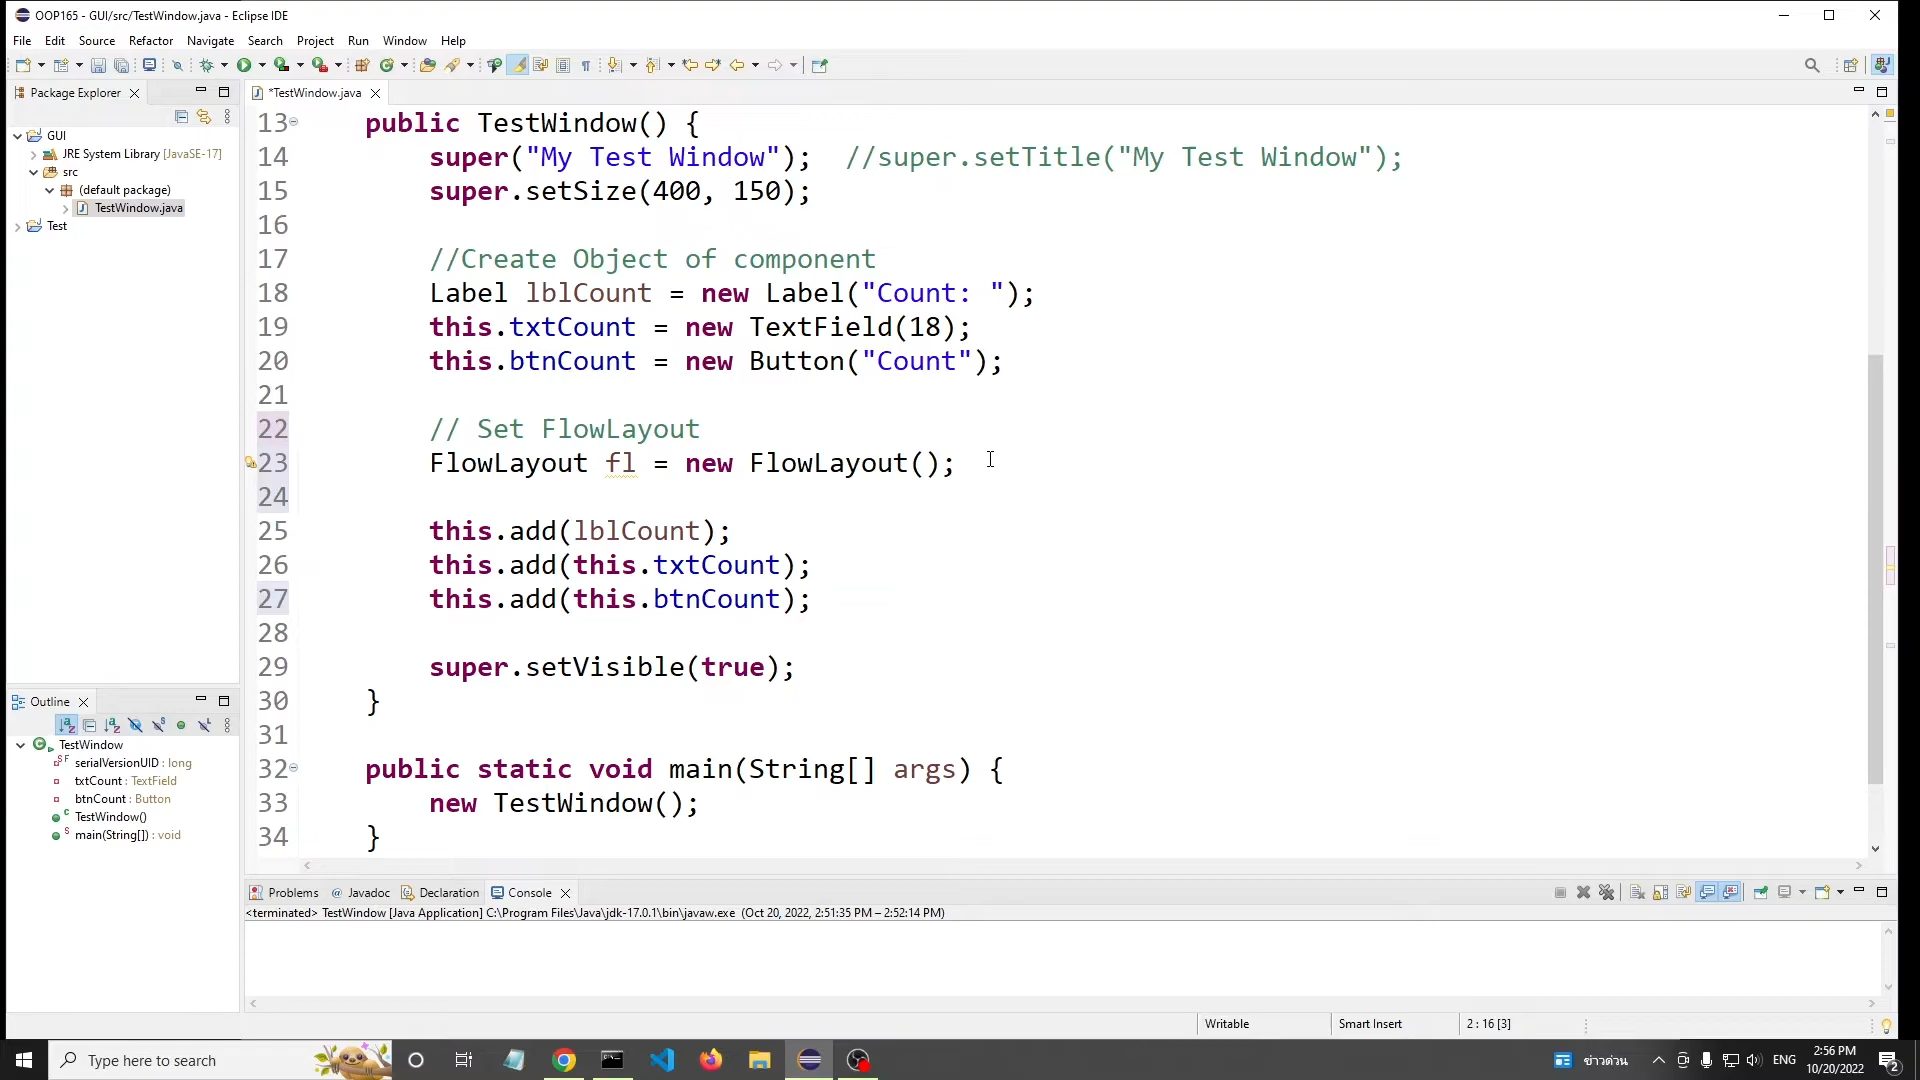 OOP165 - GUI/src/TestWindow.java - Eclipse IDE
File Edit Source Refactor Navigate Search Project Run Window Help
Package Explorer
GUI
JRE System Library [JavaSE-17]
src
(default package)
TestWindow.java
Test
*TestWindow.java
13 public TestWindow() {
14 super("My Test Window"); //super.setTitle("My Test Window");
15 super.setSize(400, 150);
16
17 //Create Object of component
18 Label lblCount = new Label("Count: ");
19 this.txtCount = new TextField(18);
20 this.btnCount = new Button("Count");
21
22 // Set FlowLayout
23 FlowLayout fl = new FlowLayout();
24
25 this.add(lblCount);
26 this.add(this.txtCount);
27 this.add(this.btnCount);
28
29 super.setVisible(true);
30 }
31
32 public static void main(String[] args) {
33 new TestWindow();
34 }
Outline
TestWindow
serialVersionUID : long
txtCount : TextField
btnCount : Button
TestWindow()
main(String[]) : void
Problems Javadoc Declaration Console
<terminated> TestWindow [Java Application] C:\Program Files\Java\jdk-17.0.1\bin\javaw.exe (Oct 20, 2022, 2:51:35 PM – 2:52:14 PM)
Writable Smart Insert 2 : 16 [3]
Type here to search
ข่าวด่วน
ENG
2:56 PM
10/20/2022
2